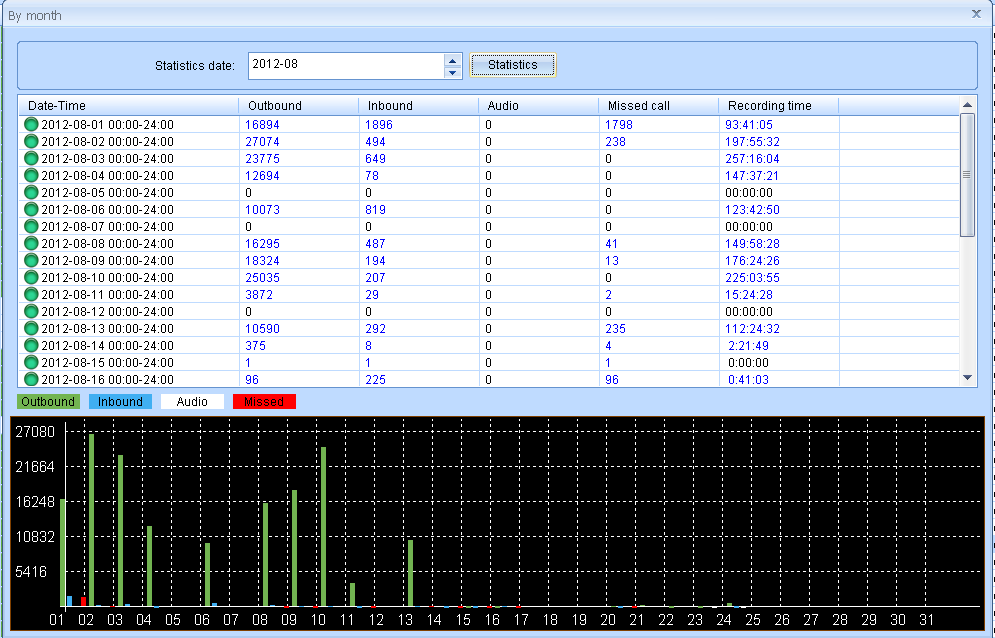 By month
Statistics date: 2012-08 Statistics
Date-Time Outbound Inbound Audio Missed call Recording time
2012-08-01 00:00-24:00 16894 1896 0 1798 93:41:05
2012-08-02 00:00-24:00 27074 494 0 238 197:55:32
2012-08-03 00:00-24:00 23775 649 0 0 257:16:04
2012-08-04 00:00-24:00 12694 78 0 0 147:37:21
2012-08-05 00:00-24:00 0 0 0 0 00:00:00
2012-08-06 00:00-24:00 10073 819 0 0 123:42:50
2012-08-07 00:00-24:00 0 0 0 0 00:00:00
2012-08-08 00:00-24:00 16295 487 0 41 149:58:28
2012-08-09 00:00-24:00 18324 194 0 13 176:24:26
2012-08-10 00:00-24:00 25035 207 0 0 225:03:55
2012-08-11 00:00-24:00 3872 29 0 2 15:24:28
2012-08-12 00:00-24:00 0 0 0 0 00:00:00
2012-08-13 00:00-24:00 10590 292 0 235 112:24:32
2012-08-14 00:00-24:00 375 8 0 4 2:21:49
2012-08-15 00:00-24:00 1 1 0 1 0:00:00
2012-08-16 00:00-24:00 96 225 0 96 0:41:03
Outbound Inbound Audio Missed
27080
21664
16248
10832
5416
01 02 03 04 05 06 07 08 09 10 11 12 13 14 15 16 17 18 19 20 21 22 23 24 25 26 27 28 29 30 31